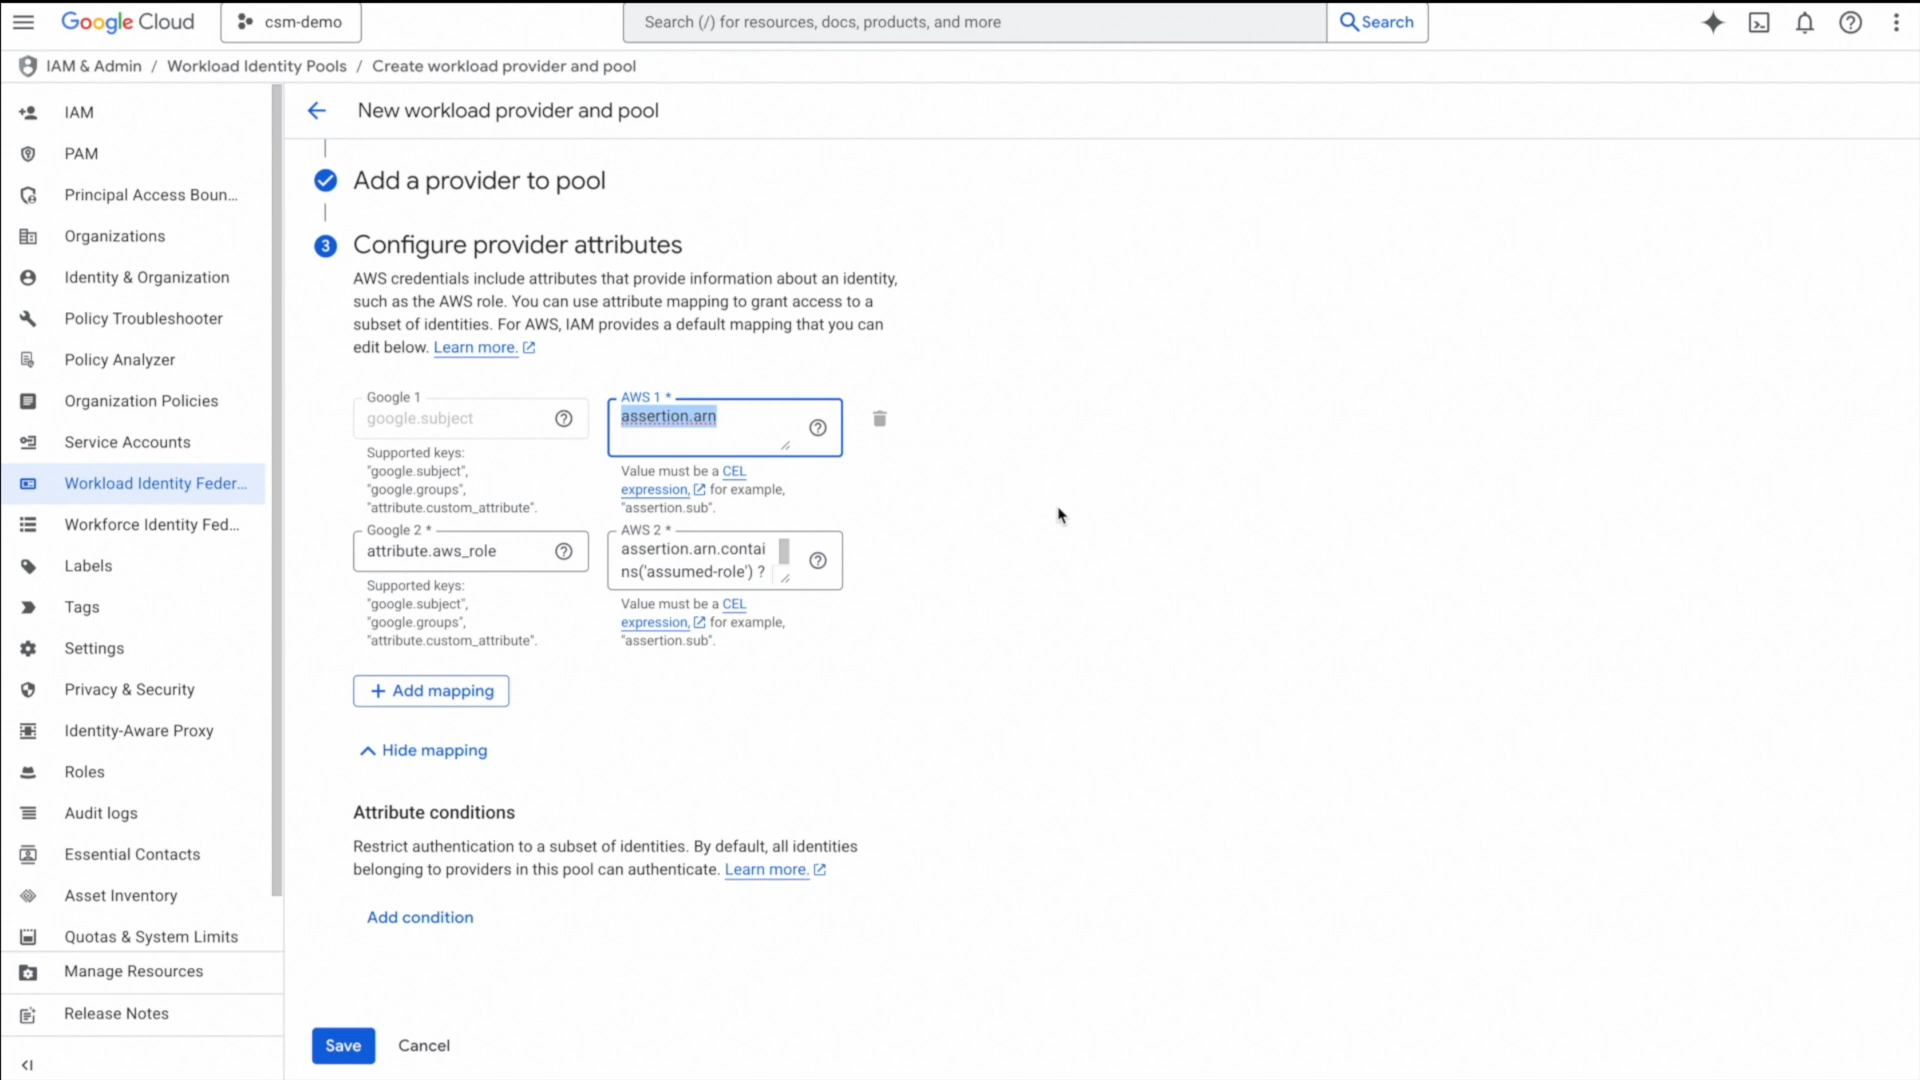 Google Cloud
csm-demo
Search (/) for resources, docs, products, and more
Search
IAM & Admin / Workload Identity Pools / Create workload provider and pool
IAM
PAM
Principal Access Boun...
Organizations
Identity & Organization
Policy Troubleshooter
Policy Analyzer
Organization Policies
Service Accounts
Workload Identity Feder...
Workforce Identity Fed...
Labels
Tags
Settings
Privacy & Security
Identity-Aware Proxy
Roles
Audit logs
Essential Contacts
Asset Inventory
Quotas & System Limits
Manage Resources
Release Notes
New workload provider and pool
Add a provider to pool
3 Configure provider attributes
AWS credentials include attributes that provide information about an identity,
such as the AWS role. You can use attribute mapping to grant access to a
subset of identities. For AWS, IAM provides a default mapping that you can
edit below. Learn more.
Google 1
google.subject
Supported keys:
"google.subject",
"google.groups",
"attribute.custom_attribute".
AWS 1 *
assertion.arn
Value must be a CEL
expression, for example,
"assertion.sub".
Google 2 *
attribute.aws_role
Supported keys:
"google.subject",
"google.groups",
"attribute.custom_attribute".
AWS 2 *
assertion.arn.contai
ns('assumed-role') ?
Value must be a CEL
expression, for example,
"assertion.sub".
+ Add mapping
Hide mapping
Attribute conditions
Restrict authentication to a subset of identities. By default, all identities
belonging to providers in this pool can authenticate. Learn more.
Add condition
Save
Cancel